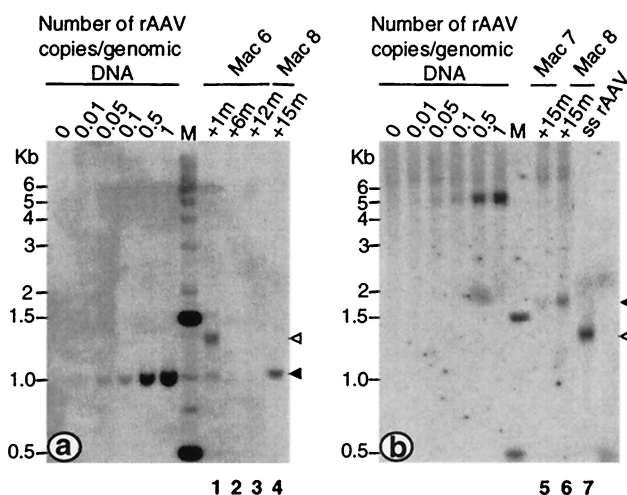 Number of rAAV
copies/genomic
DNA
Mac 6
Mac 8
0 0.01 0.05 0.1 0.5 1 M +1m +6m +12m +15m
Kb
6
5
4
3
2
1.5
1.0
0.5
a
1 2 3 4
Number of rAAV
copies/genomic
DNA
Mac 7
Mac 8
0 0.01 0.05 0.1 0.5 1 M +15m +15m ss rAAV
Kb
6
5
4
3
2
1.5
1.0
0.5
b
5 6 7